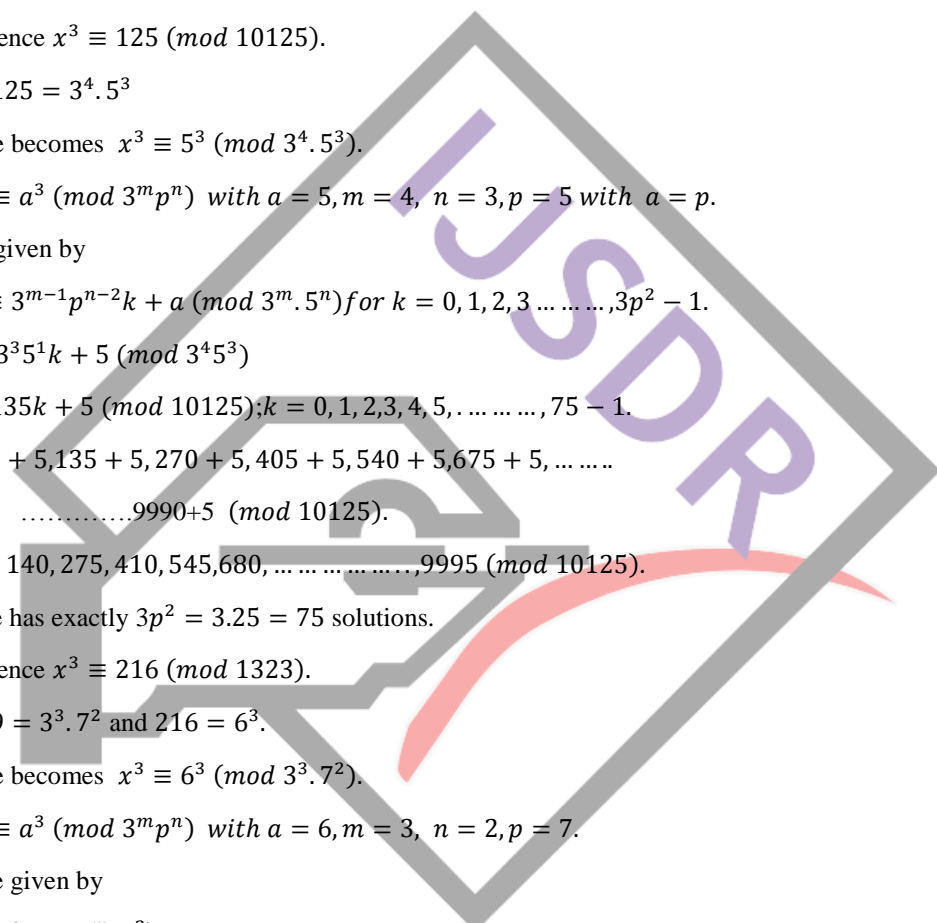 ence 𝑥³ ≡ 125 (𝑚𝑜𝑑 10125).
125 = 3⁴. 5³
e becomes 𝑥³ ≡ 5³ (𝑚𝑜𝑑 3⁴. 5³).
≡ 𝑎³ (𝑚𝑜𝑑 3ᵐ𝑝ⁿ) 𝑤𝑖𝑡ℎ 𝑎 = 5, 𝑚 = 4, 𝑛 = 3, 𝑝 = 5 𝑤𝑖𝑡ℎ 𝑎 = 𝑝.
given by
≡ 3ᵐ⁻¹𝑝ⁿ⁻²𝑘 + 𝑎 (𝑚𝑜𝑑 3ᵐ. 5ⁿ)𝑓𝑜𝑟 𝑘 = 0, 1, 2, 3 … … … ,3𝑝² − 1.
3³5¹𝑘 + 5 (𝑚𝑜𝑑 3⁴5³)
135𝑘 + 5 (𝑚𝑜𝑑 10125);𝑘 = 0, 1, 2,3, 4, 5, . … … … , 75 − 1.
+ 5,135 + 5, 270 + 5, 405 + 5, 540 + 5,675 + 5, … … ..
………….9990+5 (𝑚𝑜𝑑 10125).
140, 275, 410, 545,680, … … … … … . . ,9995 (𝑚𝑜𝑑 10125).
e has exactly 3𝑝² = 3.25 = 75 solutions.
ence 𝑥³ ≡ 216 (𝑚𝑜𝑑 1323).
= 3³. 7² and 216 = 6³.
e becomes 𝑥³ ≡ 6³ (𝑚𝑜𝑑 3³. 7²).
≡ 𝑎³ (𝑚𝑜𝑑 3ᵐ𝑝ⁿ) 𝑤𝑖𝑡ℎ 𝑎 = 6, 𝑚 = 3, 𝑛 = 2, 𝑝 = 7.
e given by
IJSDR